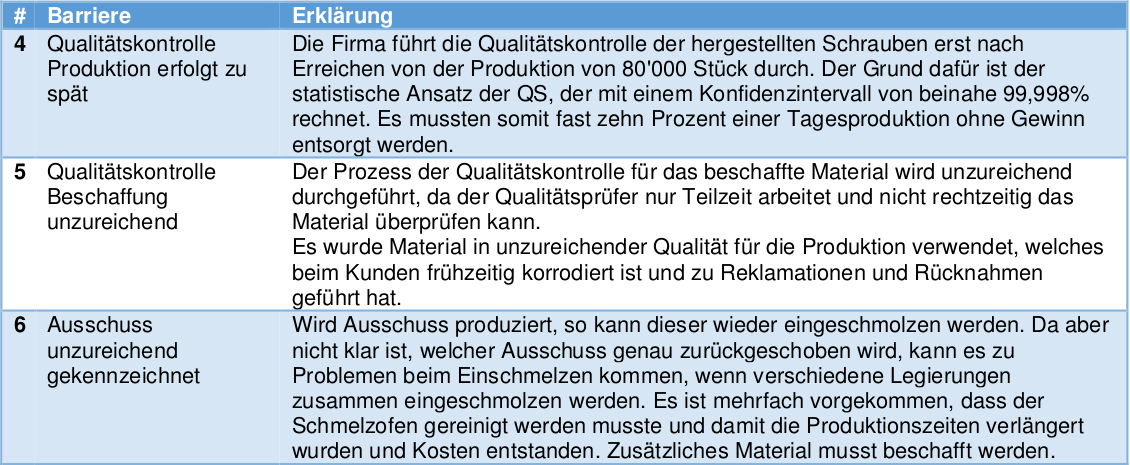 # Barriere Erklärung
4 Qualitätskontrolle Produktion erfolgt zu spät
Die Firma führt die Qualitätskontrolle der hergestellten Schrauben erst nach
Erreichen von der Produktion von 80'000 Stück durch. Der Grund dafür ist der
statistische Ansatz der QS, der mit einem Konfidenzintervall von beinahe 99,998%
rechnet. Es mussten somit fast zehn Prozent einer Tagesproduktion ohne Gewinn
entsorgt werden.
5 Qualitätskontrolle Beschaffung unzureichend
Der Prozess der Qualitätskontrolle für das beschaffte Material wird unzureichend
durchgeführt, da der Qualitätsprüfer nur Teilzeit arbeitet und nicht rechtzeitig das
Material überprüfen kann.
Es wurde Material in unzureichender Qualität für die Produktion verwendet, welches
beim Kunden frühzeitig korrodiert ist und zu Reklamationen und Rücknahmen
geführt hat.
6 Ausschuss unzureichend gekennzeichnet
Wird Ausschuss produziert, so kann dieser wieder eingeschmolzen werden. Da aber
nicht klar ist, welcher Ausschuss genau zurückgeschoben wird, kann es zu
Problemen beim Einschmelzen kommen, wenn verschiedene Legierungen
zusammen eingeschmolzen werden. Es ist mehrfach vorgekommen, dass der
Schmelzofen gereinigt werden musste und damit die Produktionszeiten verlängert
wurden und Kosten entstanden. Zusätzliches Material musst beschafft werden.